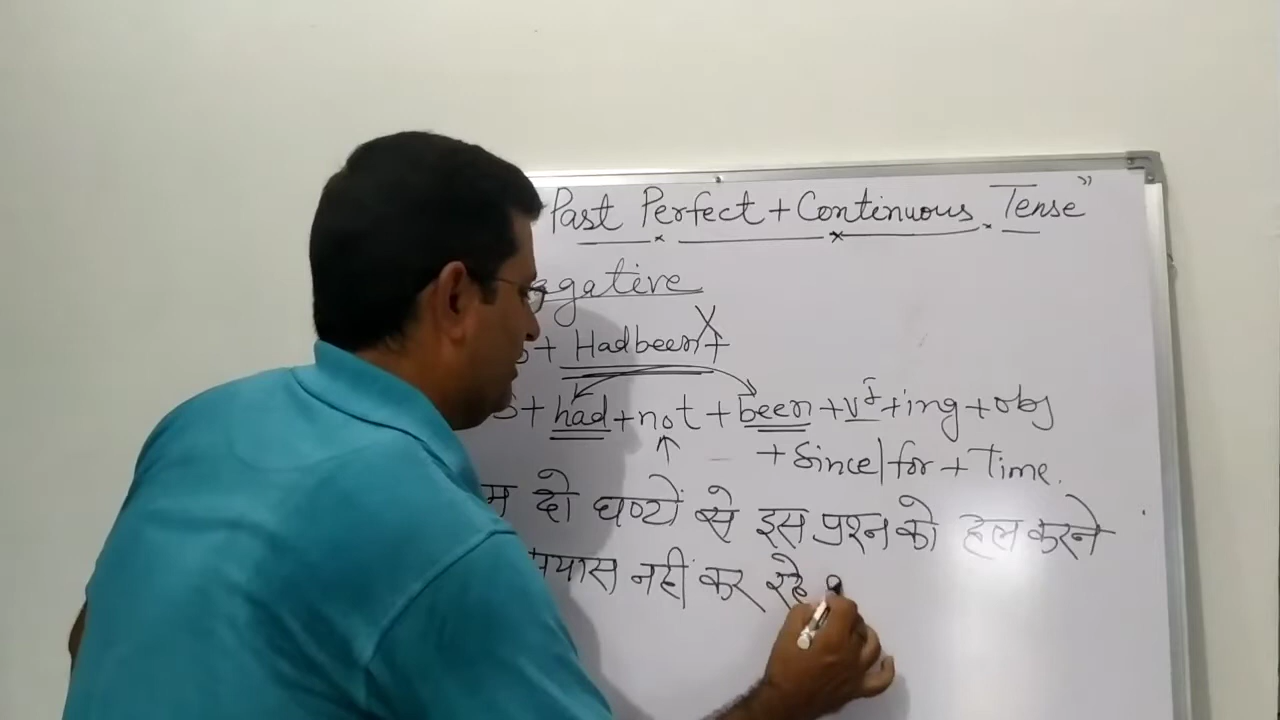 Past Perfect + Continuous Tense"
gative
+ Had been +
+ had + not + been + v I + ing + obj
+ Since/for + Time.
म दो घण्टों से इस प्रश्न को हल करने
यास नहीं कर रहे